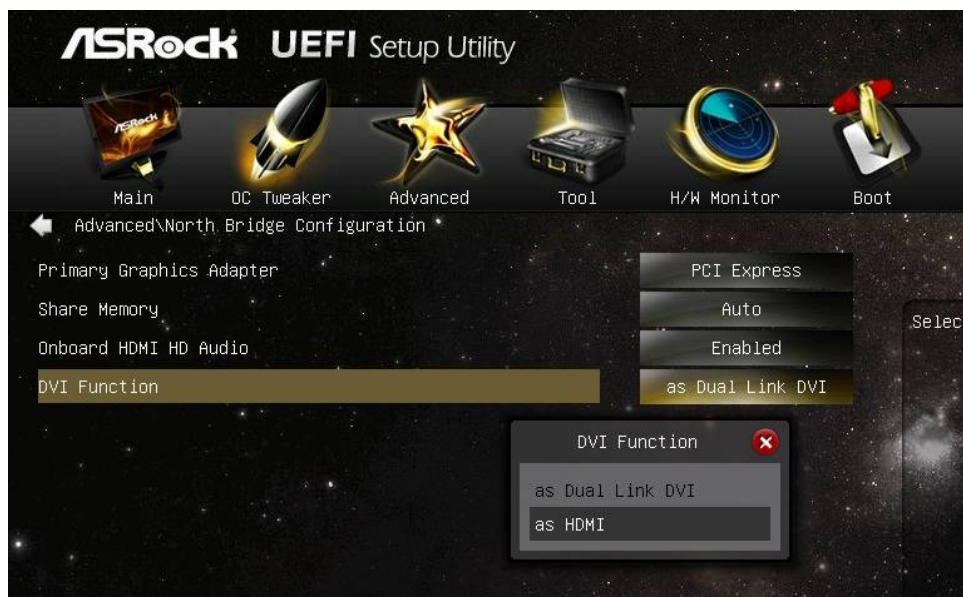 ASRock UEFI Setup Utility
ASRock
Main OC Tweaker Advanced Tool H/W Monitor Boot
Advanced\North Bridge Configuration
Primary Graphics Adapter PCI Express
Share Memory Auto
Selec
Onboard HDMI HD Audio Enabled
DVI Function as Dual Link DVI
DVI Function
as Dual Link DVI
as HDMI